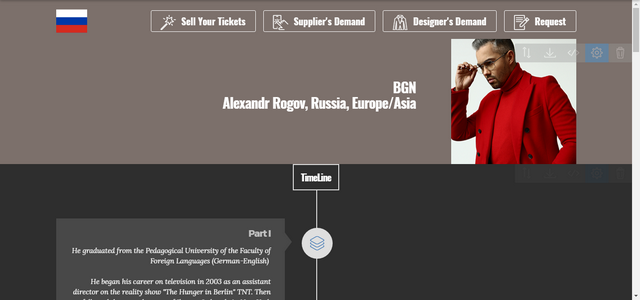 Sell Your Tickets
Supplier's Demand
Designer's Demand
Request
BGN
Alexandr Rogov, Russia, Europe/Asia
TimeLine
Part I
He graduated from the Pedagogical University of the Faculty of
Foreign Languages (German-English)
He began his career on television in 2003 as an assistant
director on the reality show "The Hunger in Berlin" TNT. Then